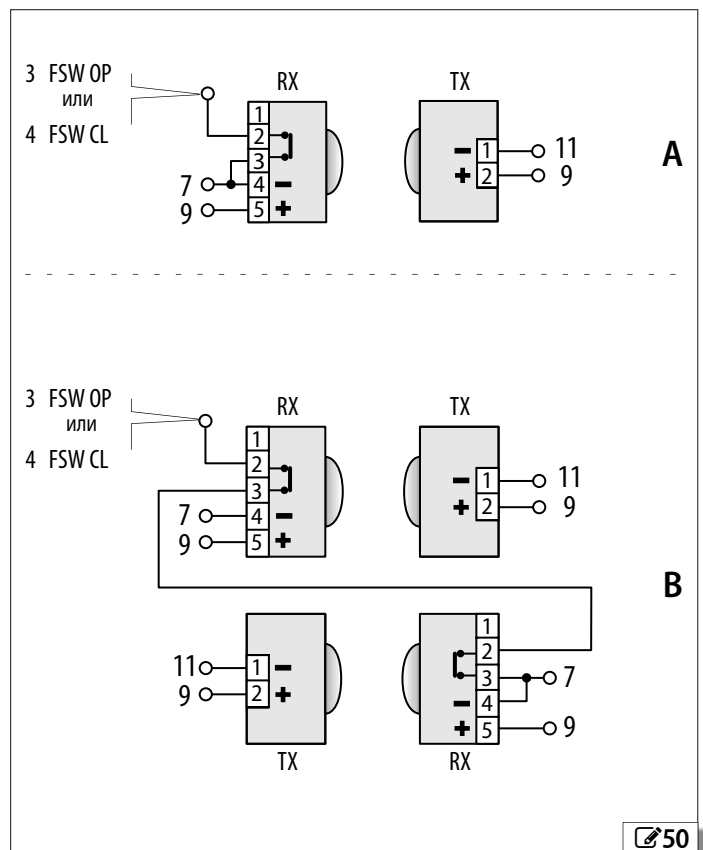 3 FSW OP
или
4 FSW CL
RX
TX
1
2
3
4 −
5 +
7
9
− 1 11
+ 2 9
A
3 FSW OP
или
4 FSW CL
RX
TX
1
2
3
4 −
5 +
7
9
− 1 11
+ 2 9
B
11 1 −
9 2 +
TX
1
2
3 7
− 4
+ 5 9
RX
50